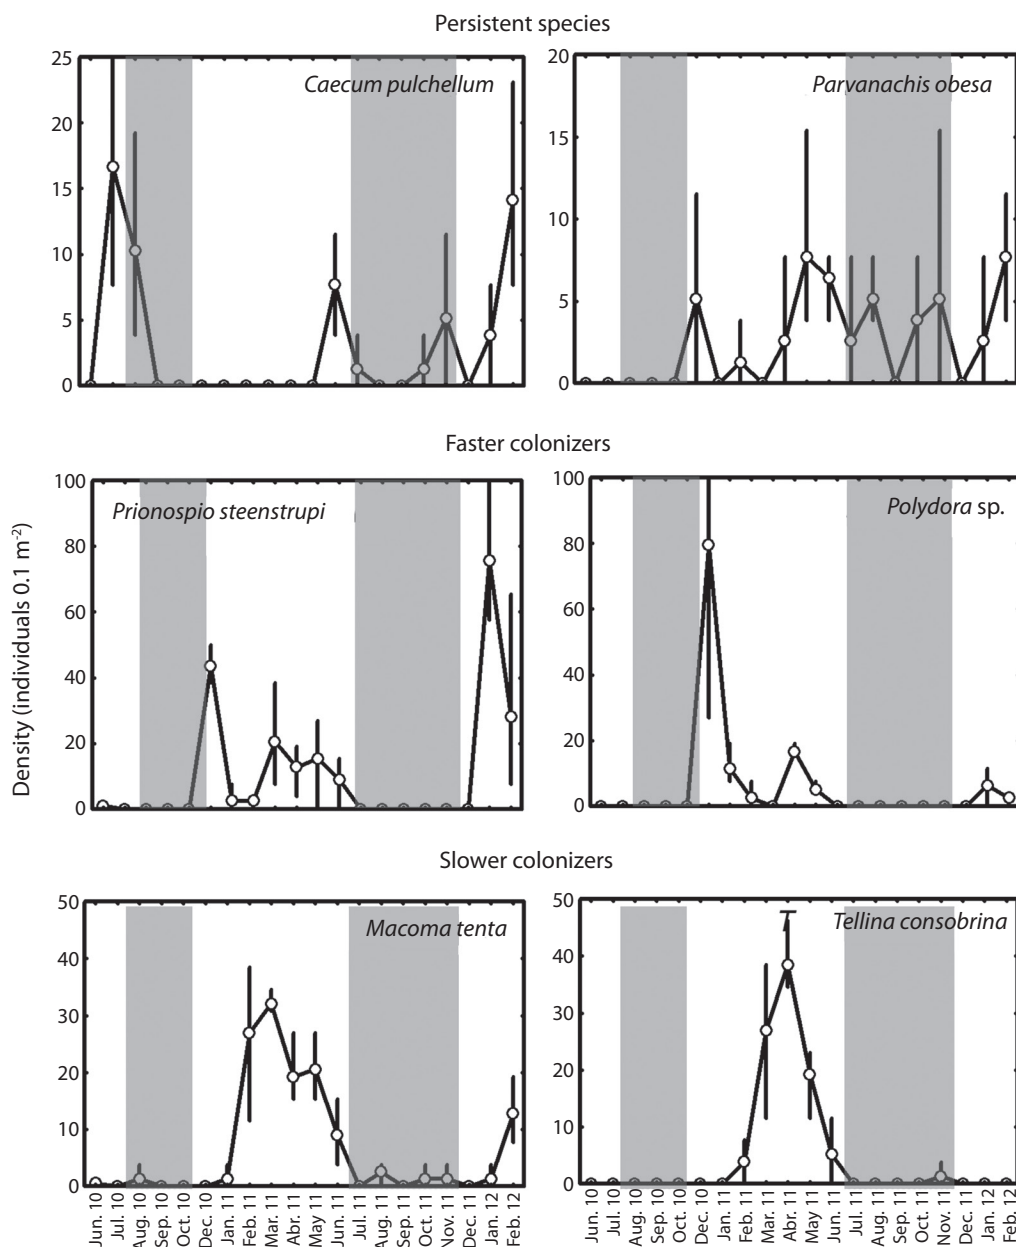 Persistent species
Caecum pulchellum
25
20
15
10
5
0
Parvanachis obesa
20
15
10
5
0
Faster colonizers
Density (individuals 0.1 m-2)
Prionospio steenstrupi
100
80
60
40
20
0
Polydora sp.
100
80
60
40
20
0
Slower colonizers
Macoma tenta
50
40
30
20
10
0
Jun. 10
Jul. 10
Aug. 10
Sep. 10
Oct. 10
Dec. 10
Jan. 11
Feb. 11
Mar. 11
Abr. 11
May 11
Jun. 11
Jul. 11
Aug. 11
Sep. 11
Oct. 11
Nov. 11
Dec. 11
Jan. 12
Feb. 12
T
Tellina consobrina
50
40
30
20
10
0
Jun. 10
Jul. 10
Aug. 10
Sep. 10
Oct. 10
Dec. 10
Jan. 11
Feb. 11
Mar. 11
Abr. 11
May 11
Jun. 11
Jul. 11
Aug. 11
Sep. 11
Oct. 11
Nov. 11
Dec. 11
Jan. 12
Feb. 12